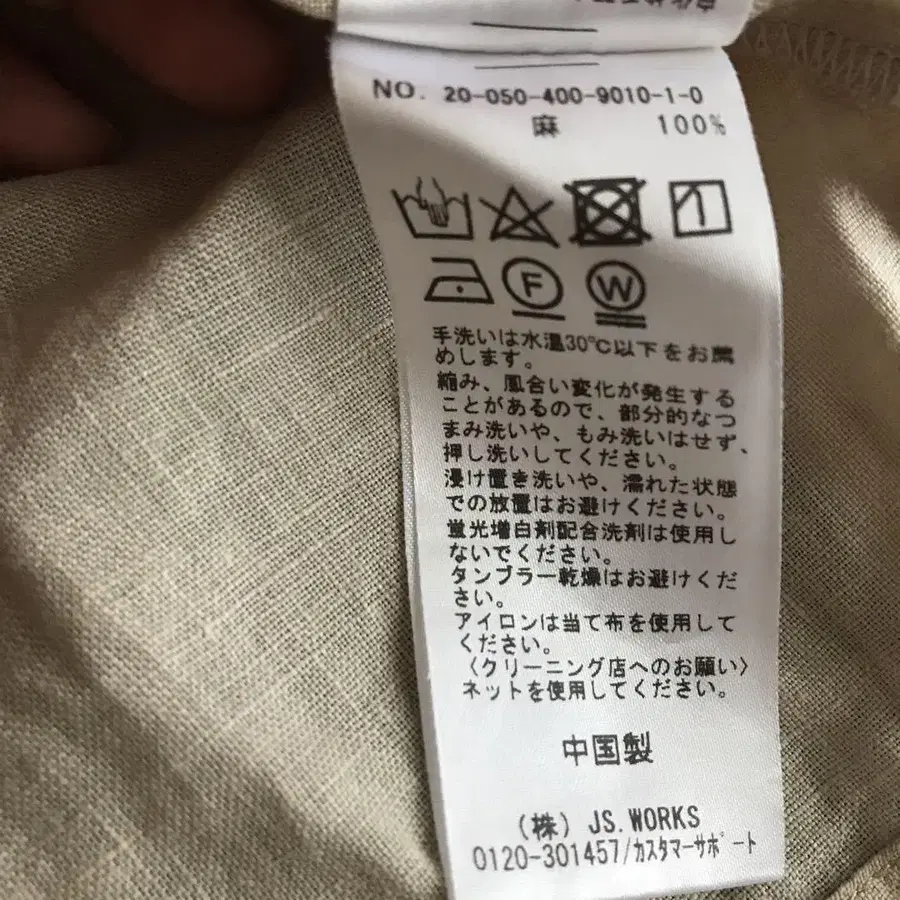 NO. 20-050-400-9010-1-0
麻 100%
F W
手洗いは水温30℃以下をお薦
めします。
縮み、風合い変化が発生する
ことがあるので、部分的なつ
まみ洗いや、もみ洗いはせず、
押し洗いしてください。
浸け置き洗いや、濡れた状態
での放置はお避けください。
蛍光増白剤配合洗剤は使用し
ないでください。
タンブラー乾燥はお避けくだ
さい。
アイロンは当て布を使用して
ください。
〈クリーニング店へのお願い〉
ネットを使用してください。
中国製
(株) JS.WORKS
0120-301457/カスタマーサポート